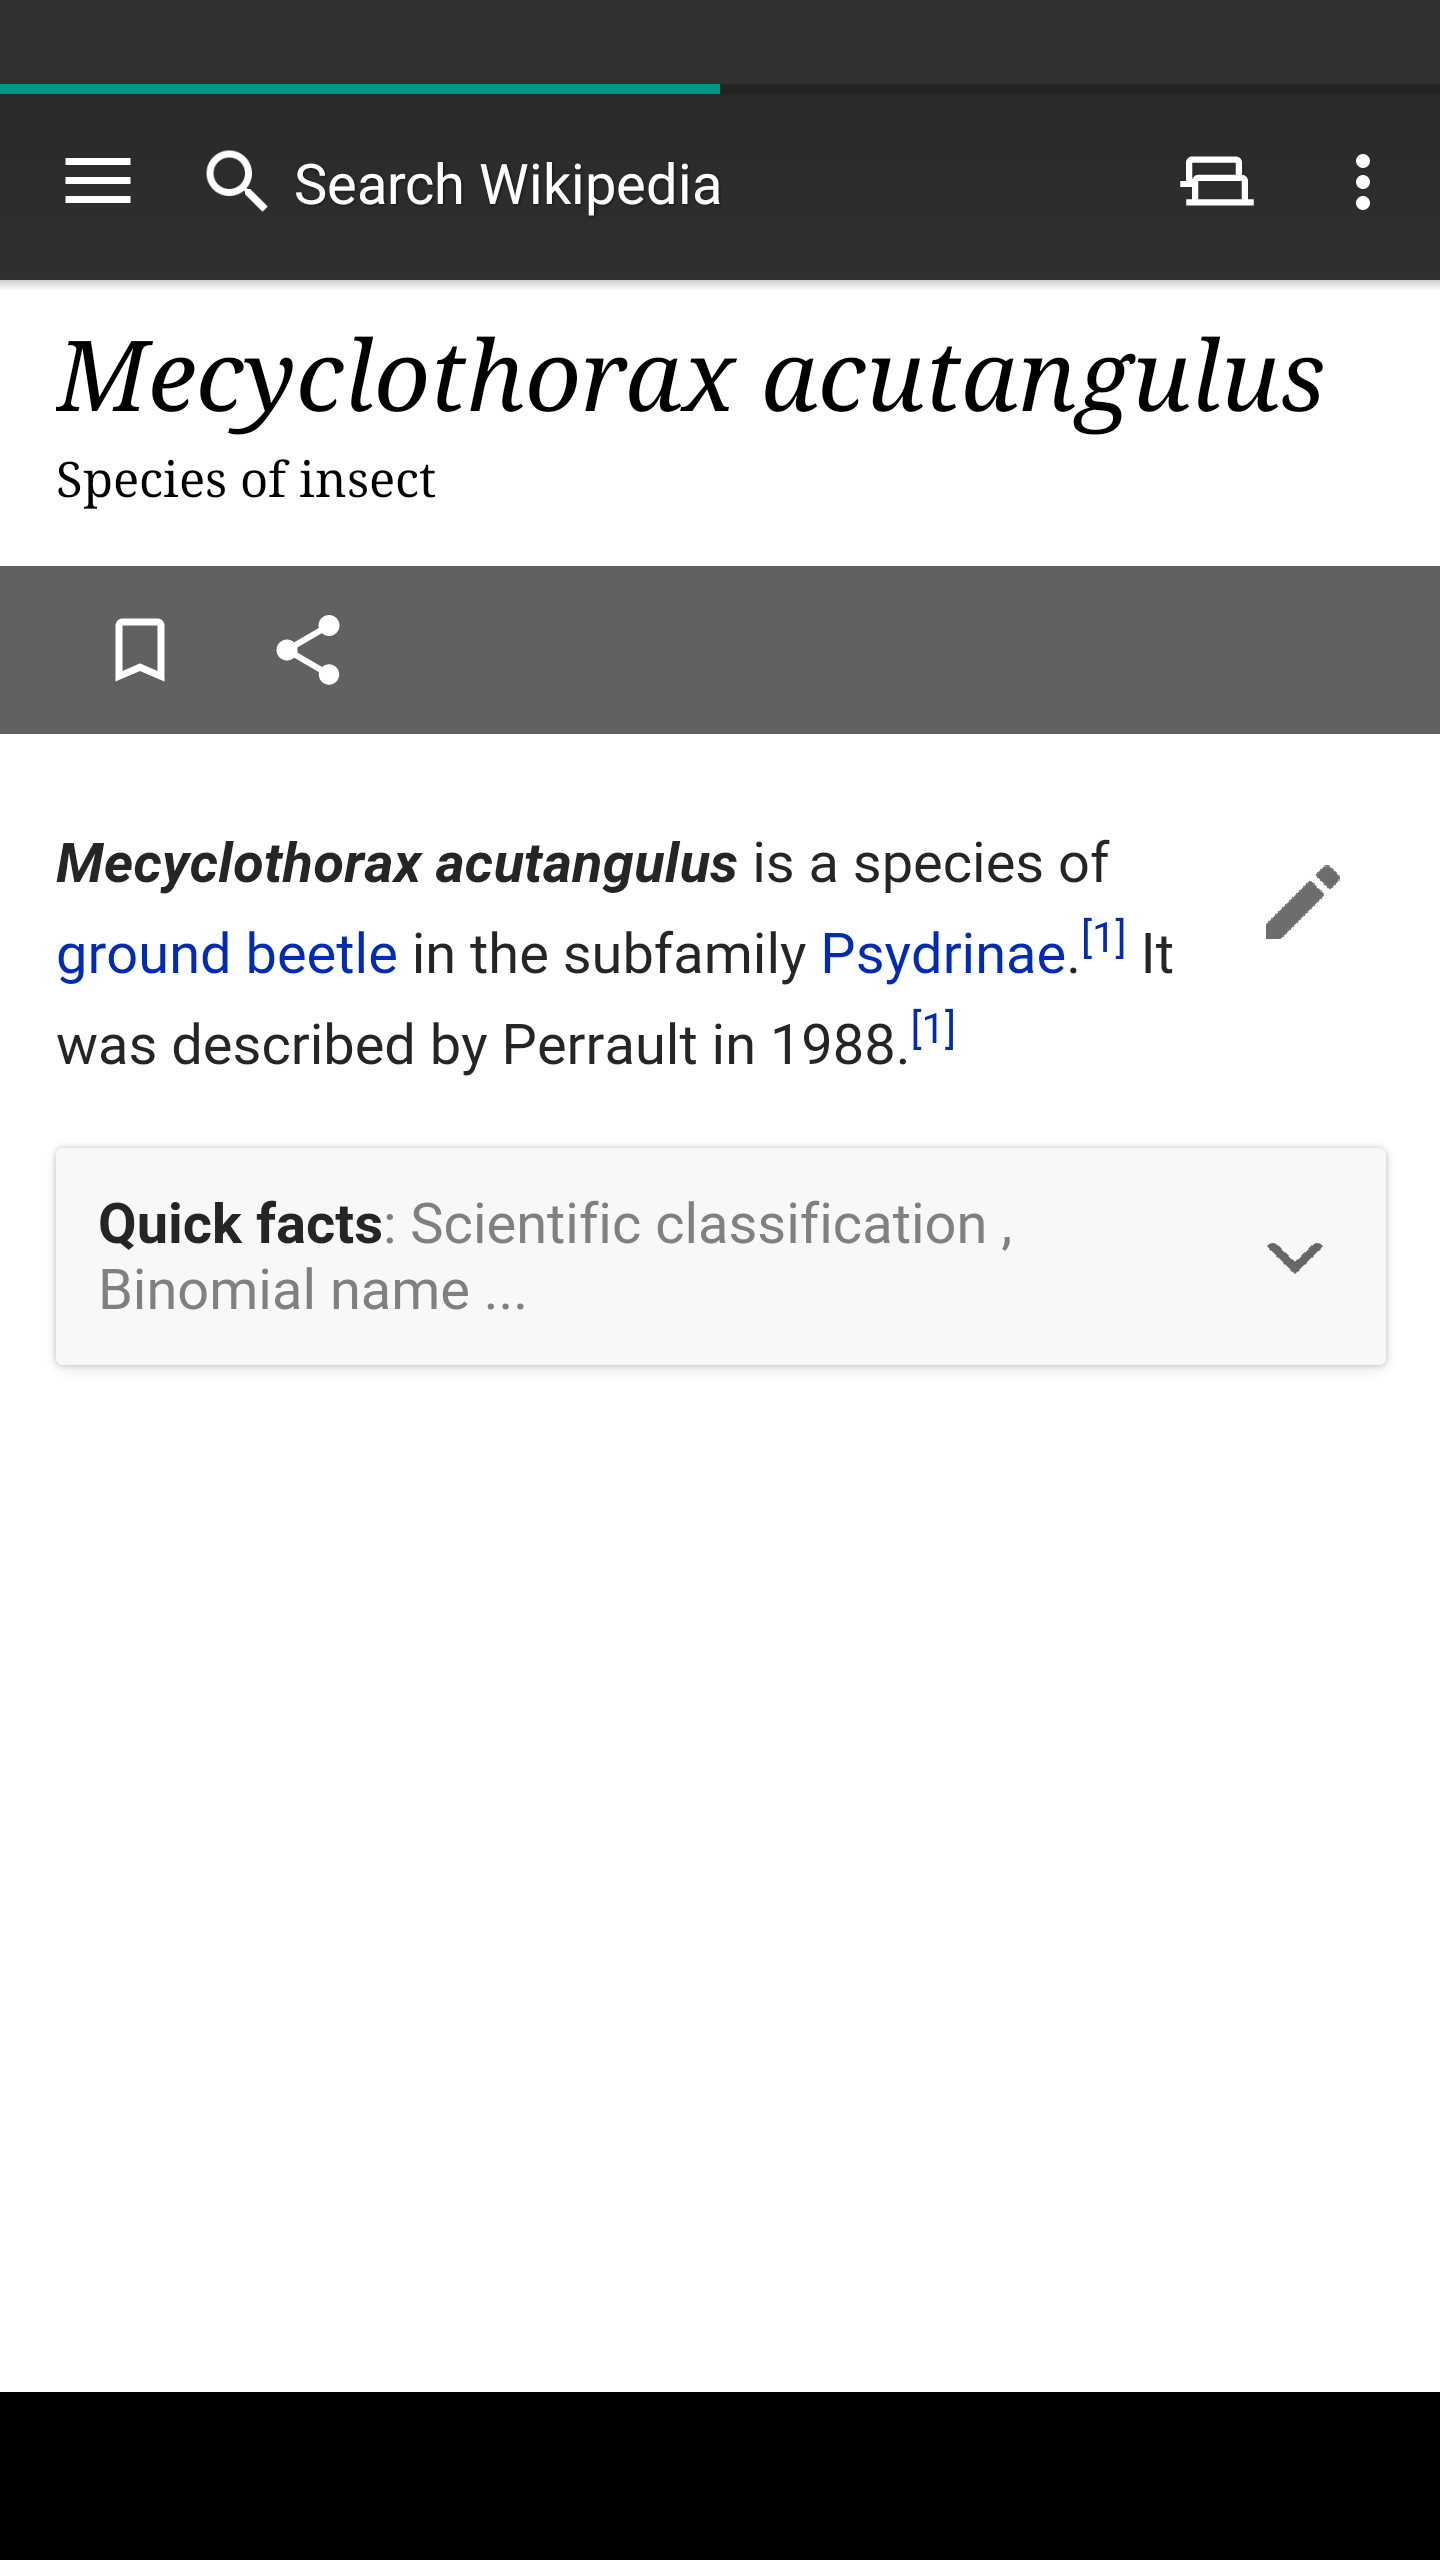 Search Wikipedia
Mecyclothorax acutangulus
Species of insect
Mecyclothorax acutangulus is a species of
ground beetle in the subfamily Psydrinae.[1] It
was described by Perrault in 1988.[1]
Quick facts: Scientific classification ,
Binomial name ...